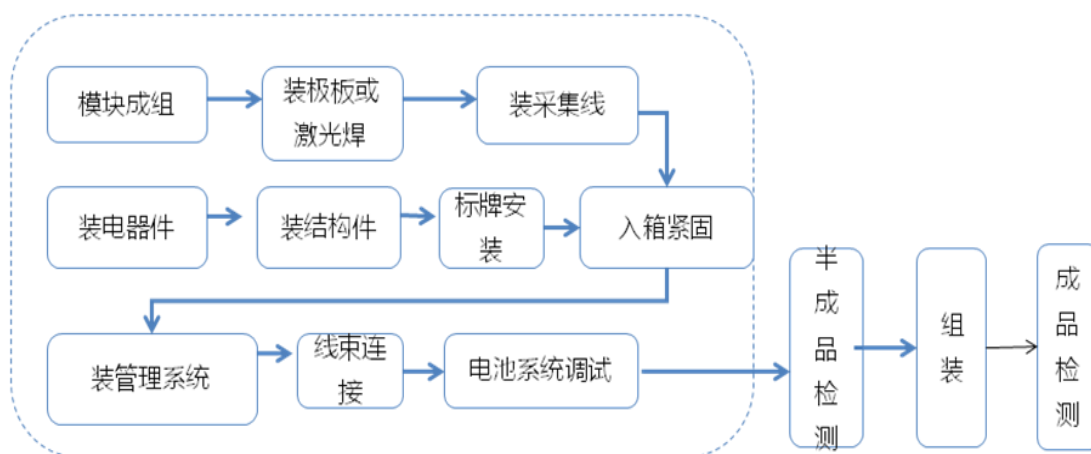 模块成组
装极板或
激光焊
装采集线
装电器件
装结构件
标牌安
装
入箱紧固
装管理系统
线束连
接
电池系统调试
半
成
品
检
测
组
装
成
品
检
测